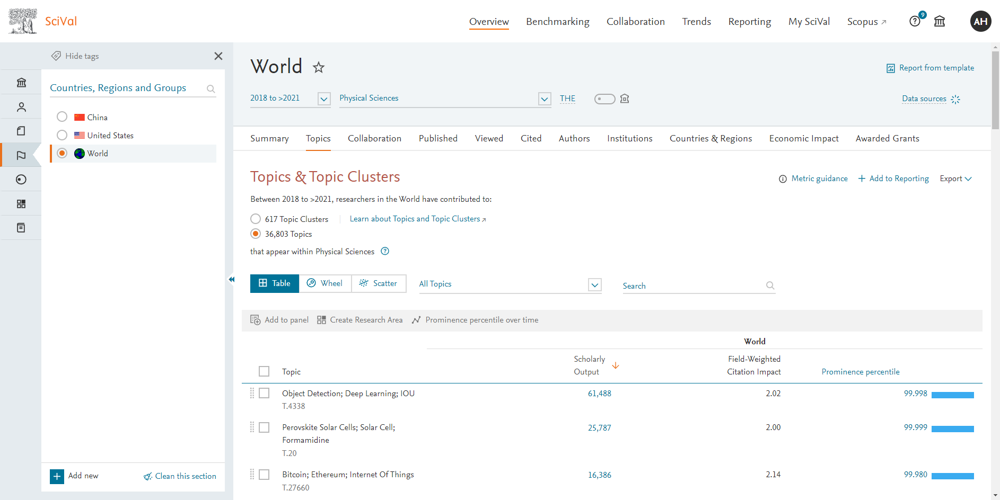 SciVal
Overview
Benchmarking
Collaboration
Trends
Reporting
My SciVal
Scopus
9
AH
Hide tags
Countries, Regions and Groups
China
United States
World
Add new
Clean this section
World
Report from template
2018 to >2021
Physical Sciences
THE
Data sources
Summary
Topics
Collaboration
Published
Viewed
Cited
Authors
Institutions
Countries & Regions
Economic Impact
Awarded Grants
Topics & Topic Clusters
Metric guidance
Add to Reporting
Export
Between 2018 to >2021, researchers in the World have contributed to:
617 Topic Clusters
Learn about Topics and Topic Clusters
36,803 Topics
that appear within Physical Sciences
Table
Wheel
Scatter
All Topics
Search
Add to panel
Create Research Area
Prominence percentile over time
World
Topic
Scholarly
Output
Field-Weighted
Citation Impact
Prominence percentile
Object Detection; Deep Learning; IOU
T.4338
61,488
2.02
99.998
Perovskite Solar Cells; Solar Cell;
Formamidine
T.20
25,787
2.00
99.999
Bitcoin; Ethereum; Internet Of Things
T.27660
16,386
2.14
99.980